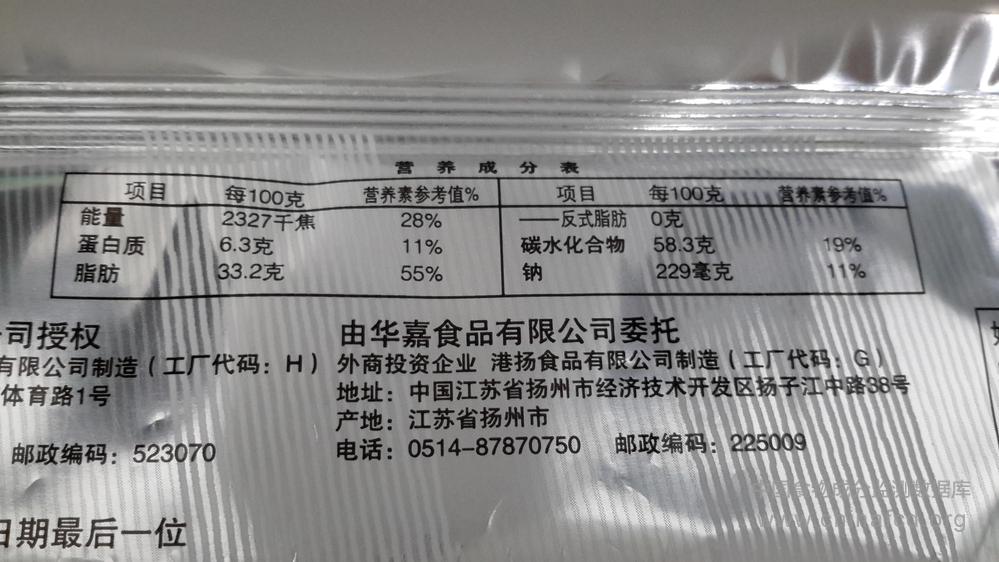 营养成分表
项目 每100克 营养素参考值% 项目 每100克 营养素参考值%
能量 2327千焦 28% ——反式脂肪 0克
蛋白质 6.3克 11% 碳水化合物 58.3克 19%
脂肪 33.2克 55% 钠 229毫克 11%
司授权 由华嘉食品有限公司委托
有限公司制造（工厂代码：H） 外商投资企业 港扬食品有限公司制造（工厂代码：G）
体育路1号 地址：中国江苏省扬州市经济技术开发区扬子江中路38号
产地：江苏省扬州市
邮政编码：523070 电话：0514-87870750 邮政编码：225009
日期最后一位